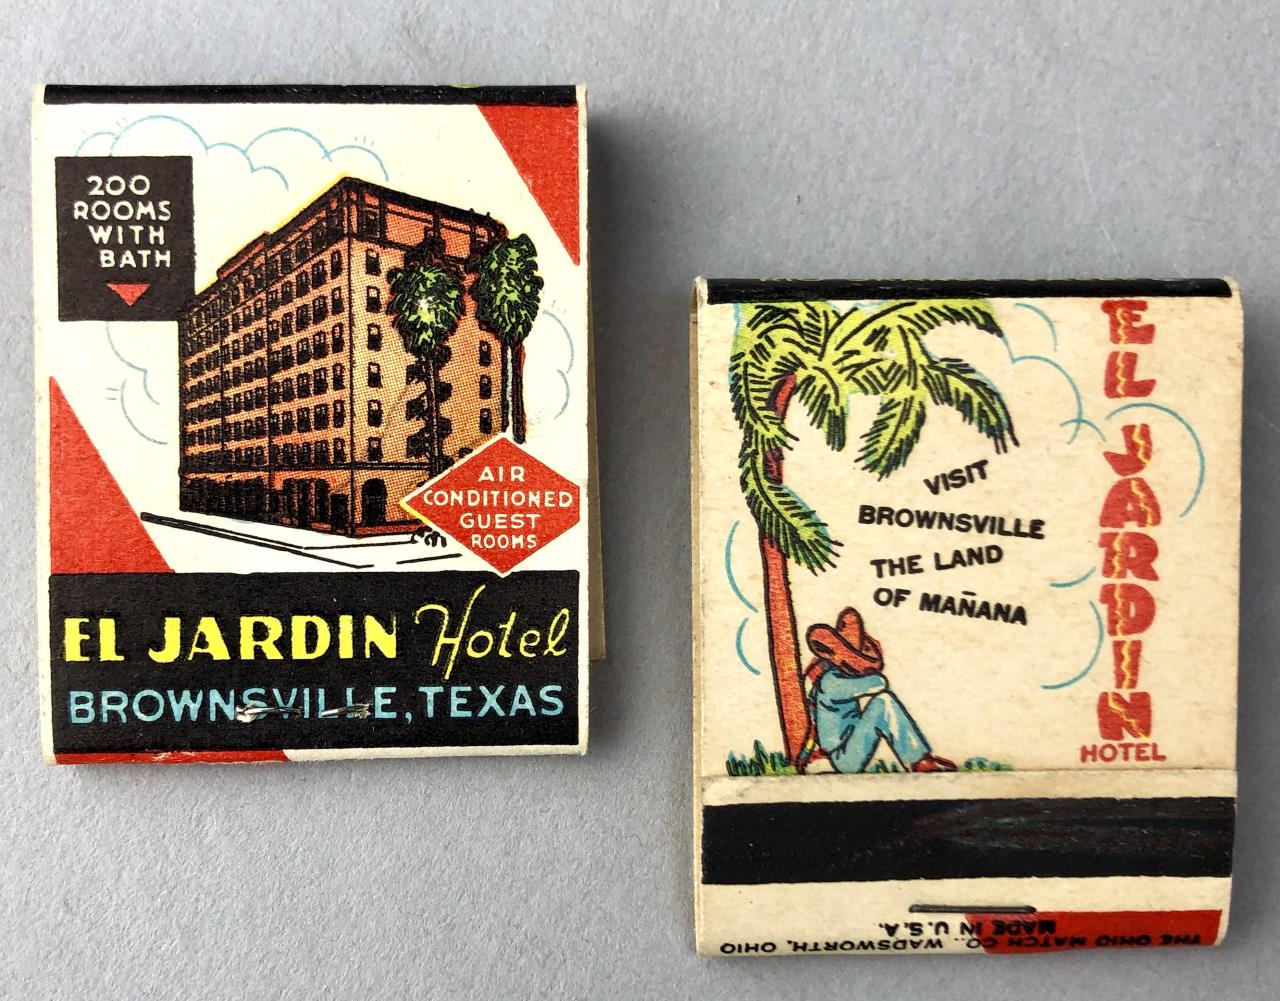 200
ROOMS
WITH
BATH
AIR
CONDITIONED
GUEST
ROOMS
EL JARDIN Hotel
BROWNSVILLE, TEXAS
EL JARDIN
HOTEL
VISIT
BROWNSVILLE
THE LAND
OF MAÑANA
THE OHIO MATCH CO., WADSWORTH, OHIO
MADE IN U.S.A.